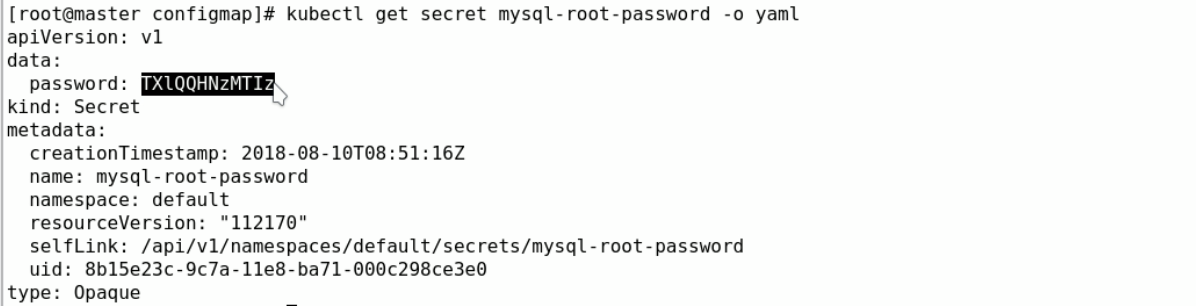 [root@master configmap]# kubectl get secret mysql-root-password -o yaml
apiVersion: v1
data:
  password: TXlQQHNzMTIz
kind: Secret
metadata:
  creationTimestamp: 2018-08-10T08:51:16Z
  name: mysql-root-password
  namespace: default
  resourceVersion: "112170"
  selfLink: /api/v1/namespaces/default/secrets/mysql-root-password
  uid: 8b15e23c-9c7a-11e8-ba71-000c298ce3e0
type: Opaque